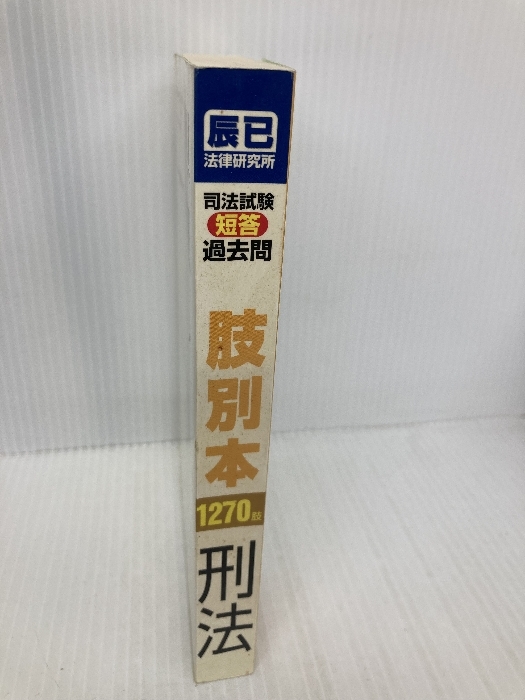 辰已
法律研究所
司法試験
短答
過去問
肢別本
1270肢
刑法